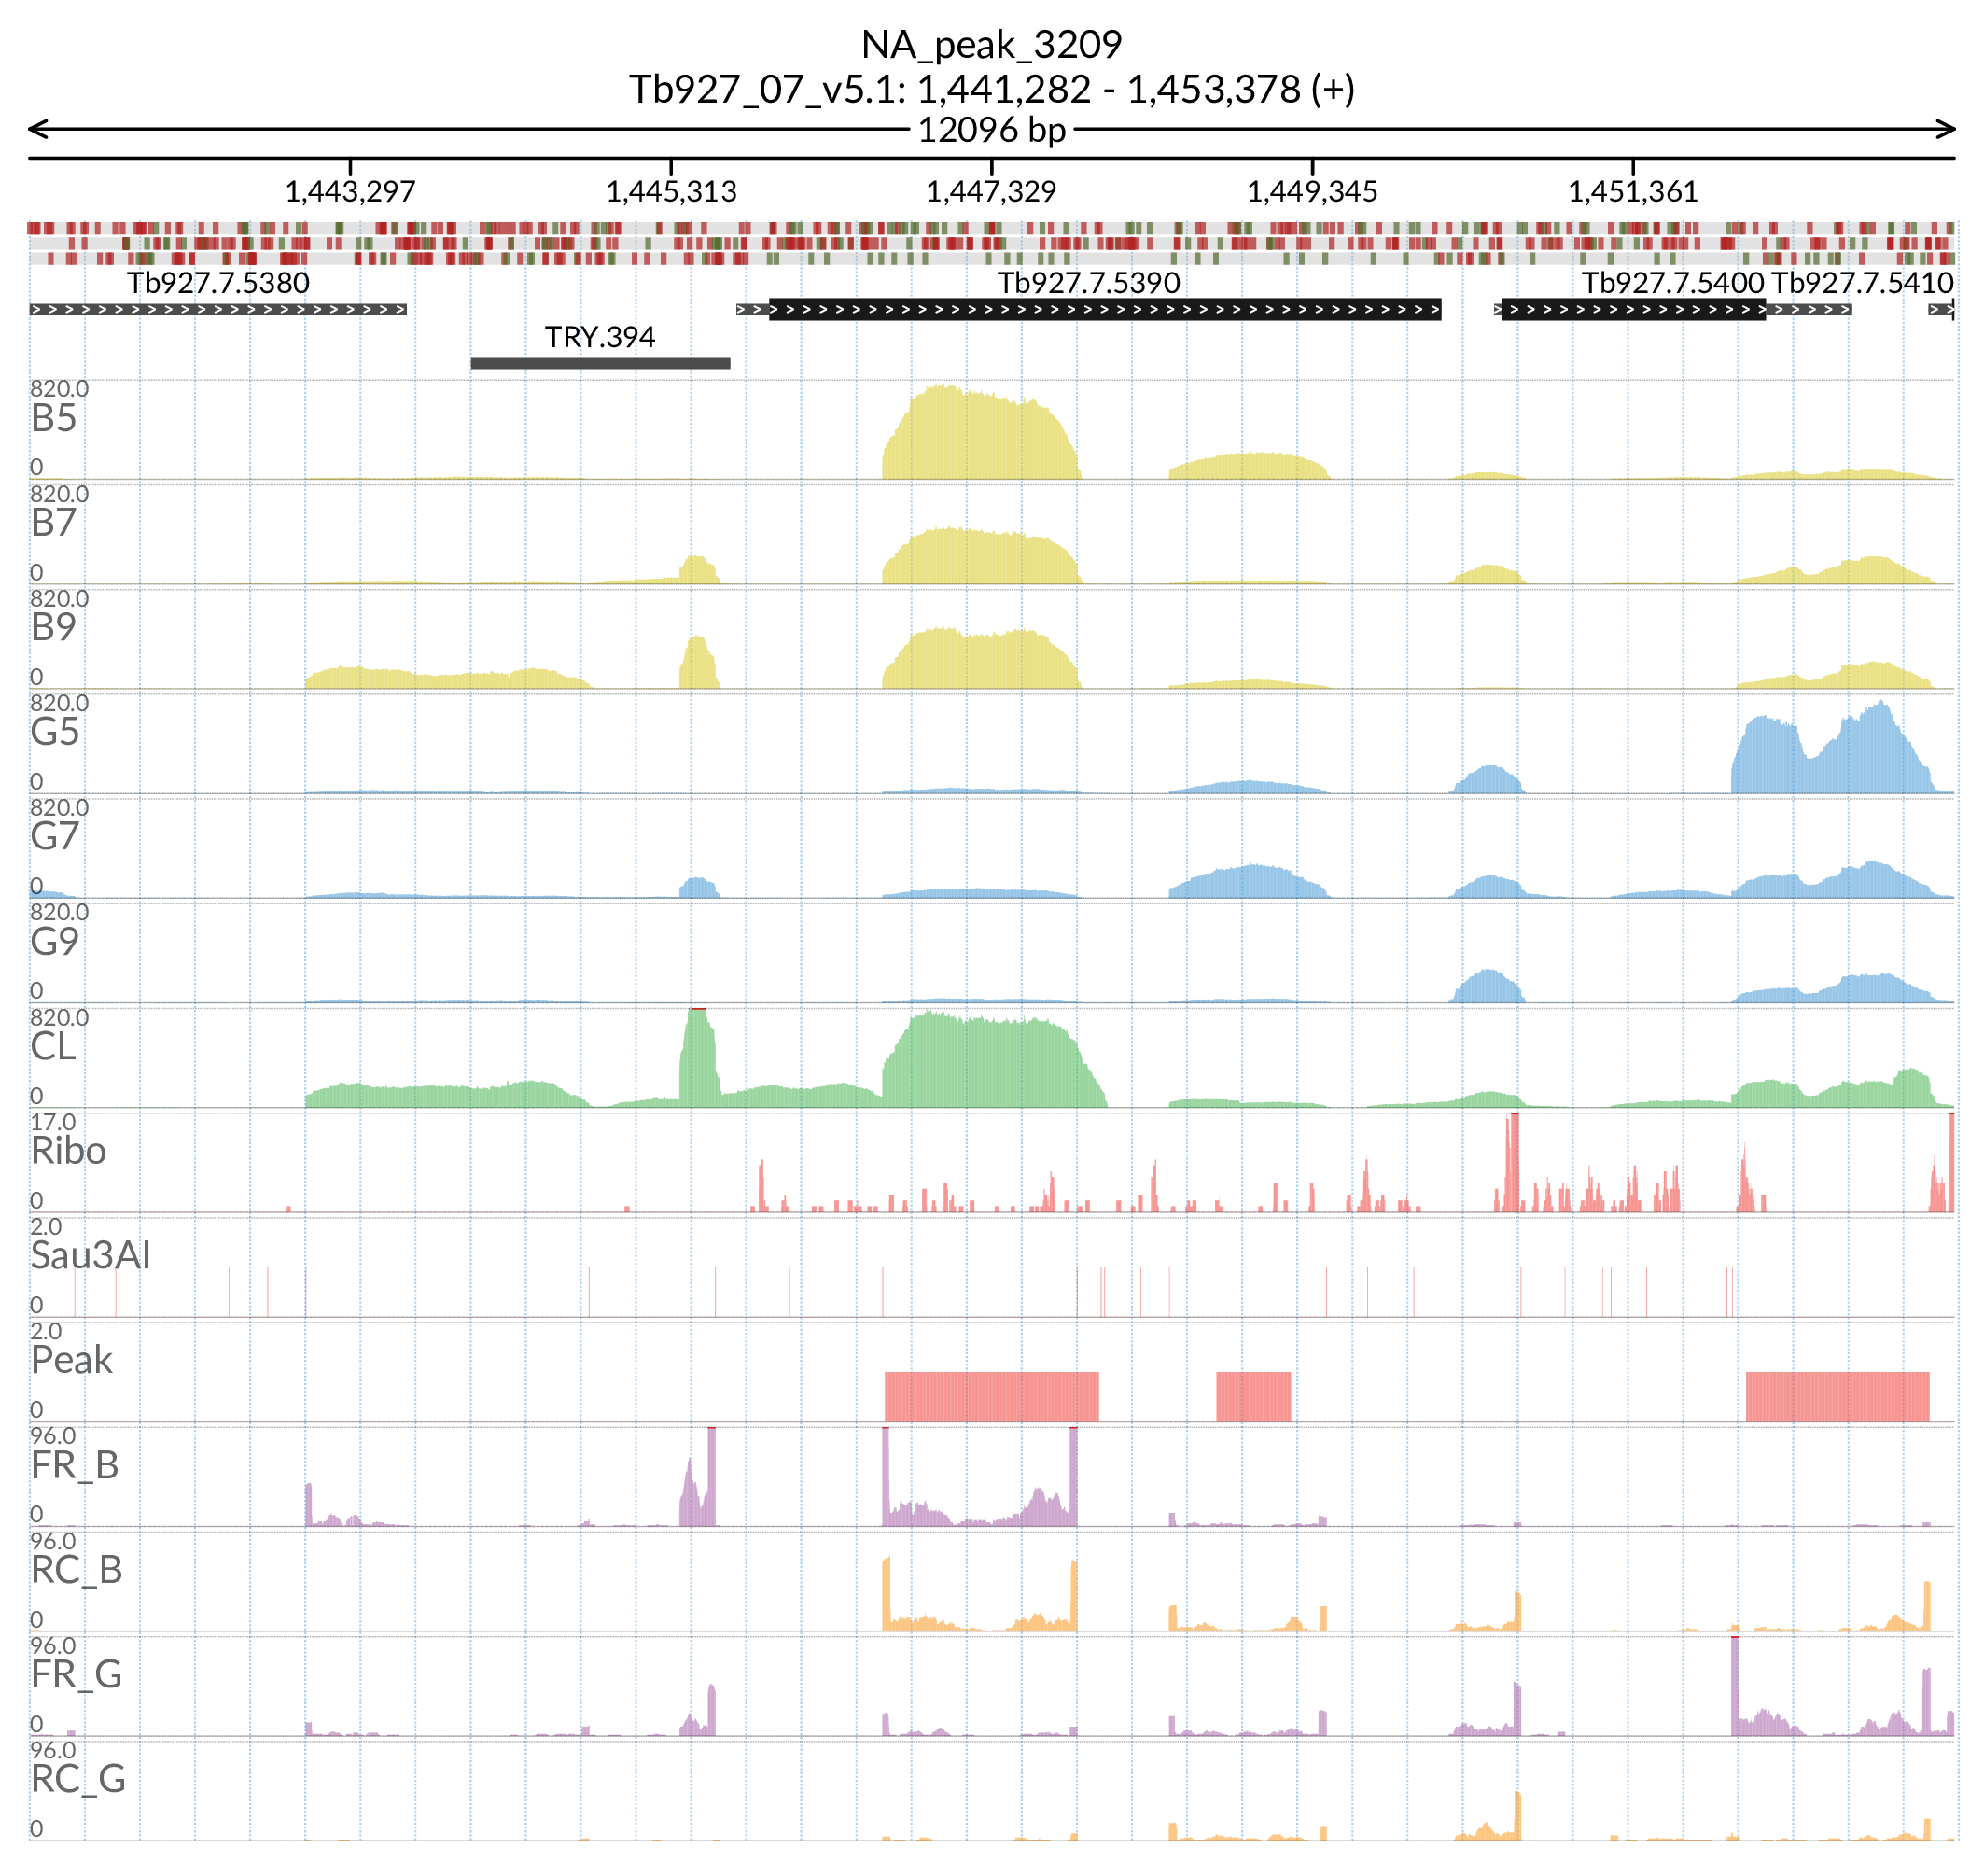 NA_peak_3209
Tb927_07_v5.1: 1,441,282 - 1,453,378 (+)
12096 bp
1,443,297 1,445,313 1,447,329 1,449,345 1,451,361
Tb927.7.5380 Tb927.7.5390 Tb927.7.5400 Tb927.7.5410
TRY.394
820.0
B5
0
820.0
B7
0
820.0
B9
0
820.0
G5
0
820.0
G7
0
820.0
G9
0
820.0
CL
0
17.0
Ribo
0
2.0
Sau3AI
0
2.0
Peak
0
96.0
FR_B
0
96.0
RC_B
0
96.0
FR_G
0
96.0
RC_G
0